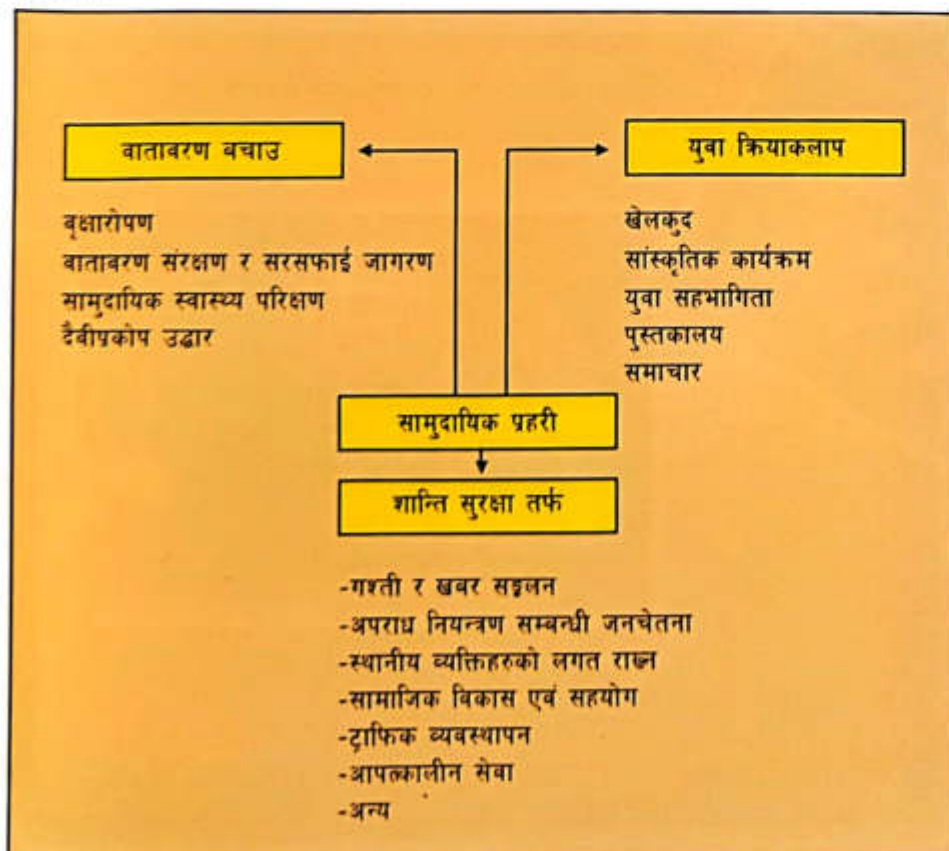 वातावरण बचाउ
बृक्षारोपण
वातावरण संरक्षण र सरसफाई जागरण
सामुदायिक स्वास्थ्य परिक्षण
दैवीप्रकोप उद्धार
युवा क्रियाकलाप
खेलकुद
सांस्कृतिक कार्यक्रम
युवा सहभागिता
पुस्तकालय
समाचार
सामुदायिक प्रहरी
शान्ति सुरक्षा तर्फ
-गश्ती र खबर सङ्कलन
-अपराध नियन्त्रण सम्बन्धी जनचेतना
-स्थानीय व्यक्तिहरुको लगत राख्न
-सामाजिक विकास एवं सहयोग
-ट्राफिक व्यवस्थापन
-आपत्कालीन सेवा
-अन्य